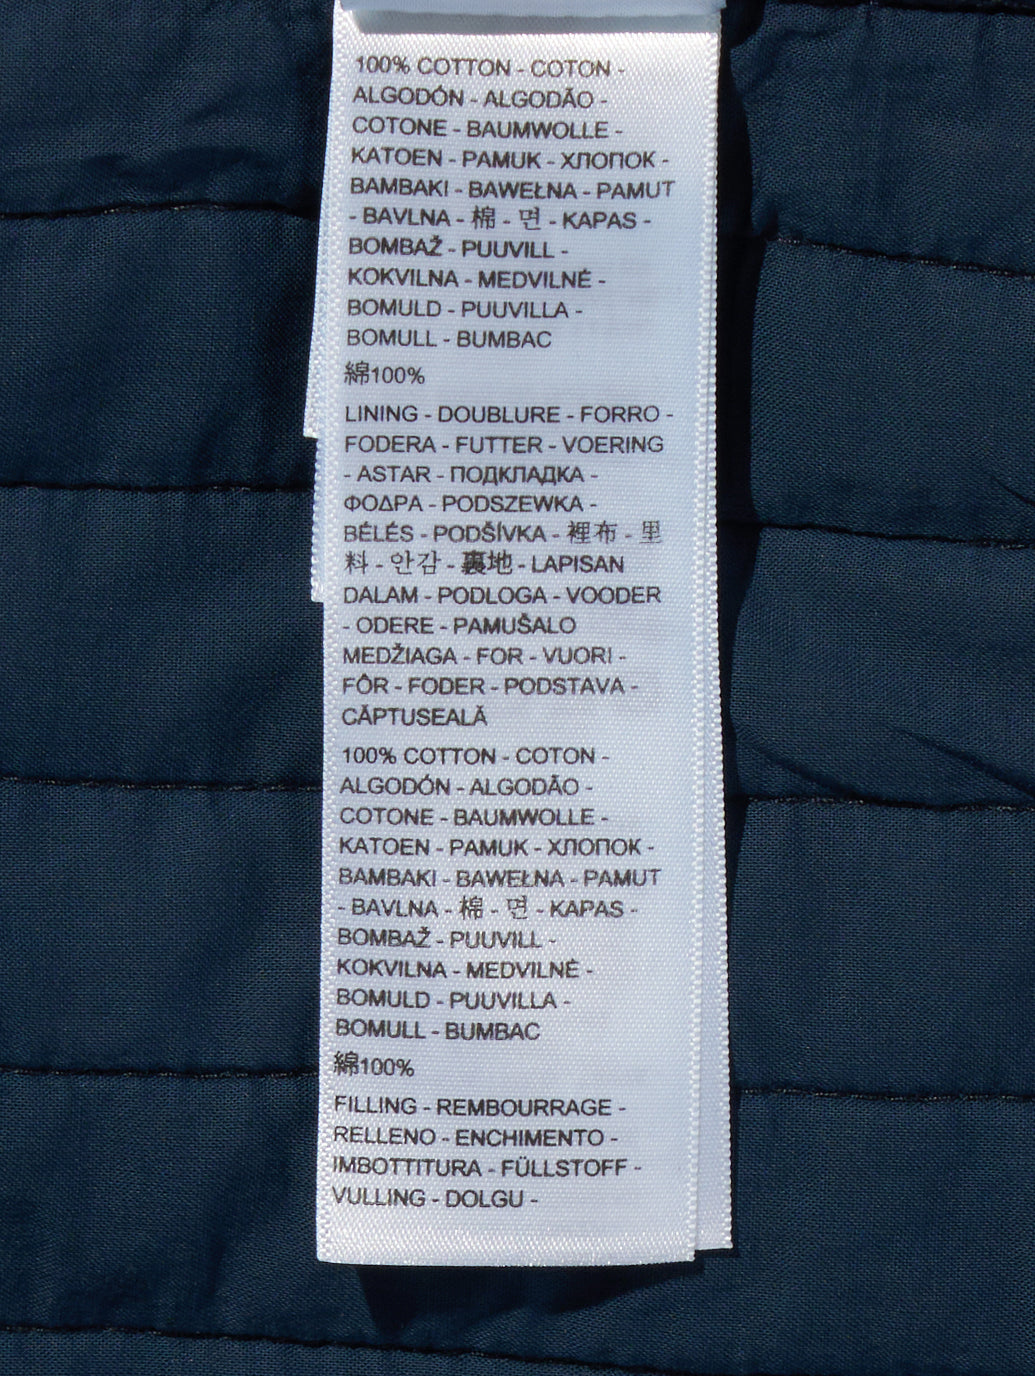 100% COTTON - COTON -
ALGODÓN - ALGODÃO -
COTONE - BAUMWOLLE -
KATOEN - PAMUK - ХЛОПОК -
BAMBAKI - BAWEŁNA - PAMUT
- BAVLNA - 棉 - 면 - KAPAS -
BOMBAŽ - PUUVILL -
KOKVILNA - MEDVILNĖ -
BOMULD - PUUVILLA -
BOMULL - BUMBAC
綿100%
LINING - DOUBLURE - FORRO -
FODERA - FUTTER - VOERING
- ASTAR - ПОДКЛАДКА -
ΦΟΔΡΑ - PODSZEWKA -
BÉLÉS - PODŠÍVKA - 裡布 - 里
料 - 안감 - 裏地 - LAPISAN
DALAM - PODLOGA - VOODER
- ODERE - PAMUŠALO
MEDŽIAGA - FOR - VUORI -
FÔR - FODER - PODSTAVA -
CĂPTUSEALĂ
100% COTTON - COTON -
ALGODÓN - ALGODÃO -
COTONE - BAUMWOLLE -
KATOEN - PAMUK - ХЛОПОК -
BAMBAKI - BAWEŁNA - PAMUT
- BAVLNA - 棉 - 면 - KAPAS -
BOMBAŽ - PUUVILL -
KOKVILNA - MEDVILNĖ -
BOMULD - PUUVILLA -
BOMULL - BUMBAC
綿100%
FILLING - REMBOURRAGE -
RELLENO - ENCHIMENTO -
IMBOTTITURA - FÜLLSTOFF -
VULLING - DOLGU -